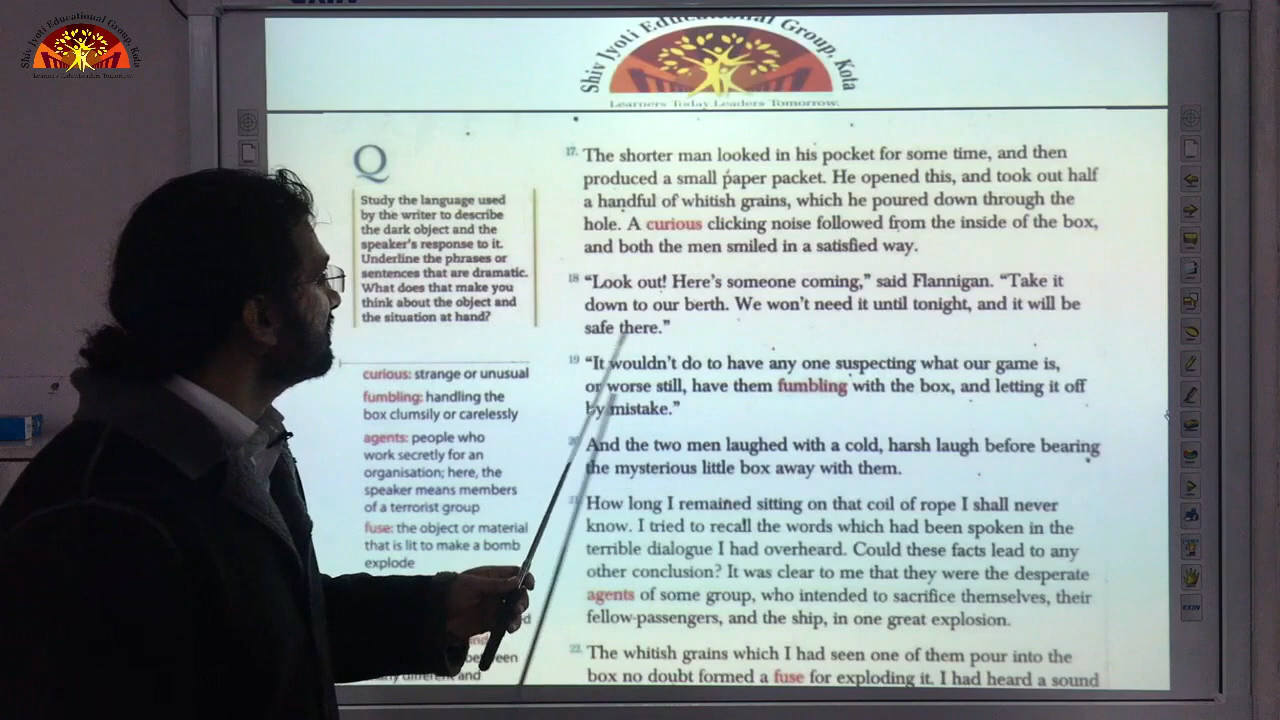 Shiv Jyoti Educational Group, Kota
Shiv Jyoti Educational Group, Kota
Learners Today Leaders Tomorrow.
Q
Study the language used
by the writer to describe
the dark object and the
speaker's response to it.
Underline the phrases or
sentences that are dramatic.
What does that make you
think about the object and
the situation at hand?
curious: strange or unusual
fumbling: handling the
box clumsily or carelessly
agents: people who
work secretly for an
organisation; here, the
speaker means members
of a terrorist group
fuse: the object or material
that is lit to make a bomb
explode
and
17. The shorter man looked in his pocket for some time, and then
produced a small paper packet. He opened this, and took out half
a handful of whitish grains, which he poured down through the
hole. A curious clicking noise followed from the inside of the box,
and both the men smiled in a satisfied way.
18 “Look out! Here's someone coming,” said Flannigan. “Take it
down to our berth. We won't need it until tonight, and it will be
safe there.”
19 “It wouldn't do to have any one suspecting what our game is,
or worse still, have them fumbling with the box, and letting it off
by mistake.”
And the two men laughed with a cold, harsh laugh before bearing
the mysterious little box away with them.
How long I remained sitting on that coil of rope I shall never
know. I tried to recall the words which had been spoken in the
terrible dialogue I had overheard. Could these facts lead to any
other conclusion? It was clear to me that they were the desperate
agents of some group, who intended to sacrifice themselves, their
fellow-passengers, and the ship, in one great explosion.
22. The whitish grains which I had seen one of them pour into the
box no doubt formed a fuse for exploding it. I had heard a sound